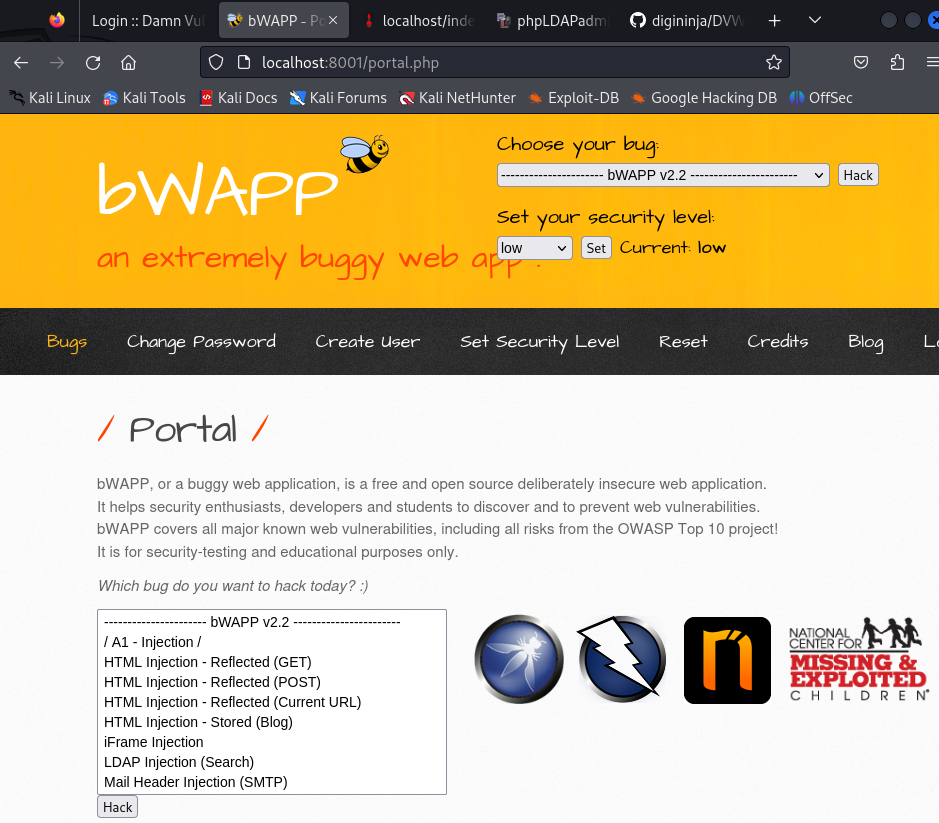 Login :: Damn Vul
bWAPP - Po
localhost/inde
phpLDAPadmi
digininja/DVW
localhost:8001/portal.php
Kali Linux Kali Tools Kali Docs Kali Forums Kali NetHunter Exploit-DB Google Hacking DB OffSec
bWAPP
an extremely buggy web app !
Choose your bug:
---------------------- bWAPP v2.2 -----------------------
Hack
Set your security level:
low Set Current: low
Bugs Change Password Create User Set Security Level Reset Credits Blog Lo
/ Portal /
bWAPP, or a buggy web application, is a free and open source deliberately insecure web application.
It helps security enthusiasts, developers and students to discover and to prevent web vulnerabilities.
bWAPP covers all major known web vulnerabilities, including all risks from the OWASP Top 10 project!
It is for security-testing and educational purposes only.
Which bug do you want to hack today? :)
---------------------- bWAPP v2.2 -----------------------
/ A1 - Injection /
HTML Injection - Reflected (GET)
HTML Injection - Reflected (POST)
HTML Injection - Reflected (Current URL)
HTML Injection - Stored (Blog)
iFrame Injection
LDAP Injection (Search)
Mail Header Injection (SMTP)
Hack
NATIONAL
CENTER FOR
MISSING &
EXPLOITED
CHILDREN®